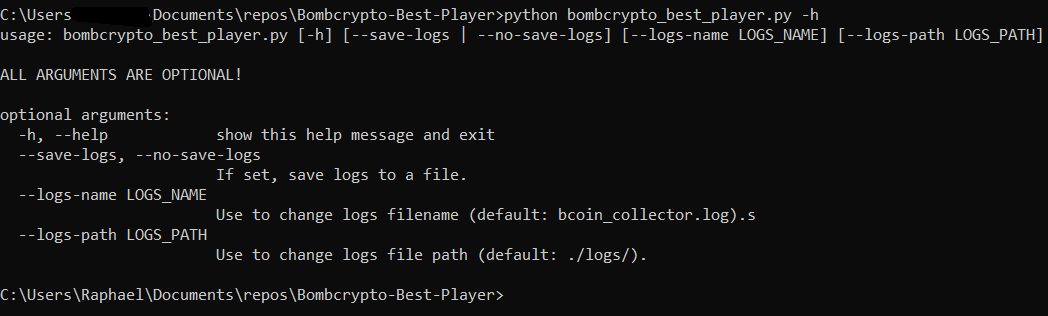 C:\Users\Documents\repos\Bombcrypto-Best-Player>python bombcrypto_best_player.py -h
usage: bombcrypto_best_player.py [-h] [--save-logs | --no-save-logs] [--logs-name LOGS_NAME] [--logs-path LOGS_PATH]
ALL ARGUMENTS ARE OPTIONAL!
optional arguments:
-h, --help show this help message and exit
--save-logs, --no-save-logs
If set, save logs to a file.
--logs-name LOGS_NAME
Use to change logs filename (default: bcoin_collector.log).s
--logs-path LOGS_PATH
Use to change logs file path (default: ./logs/).
C:\Users\Raphael\Documents\repos\Bombcrypto-Best-Player>